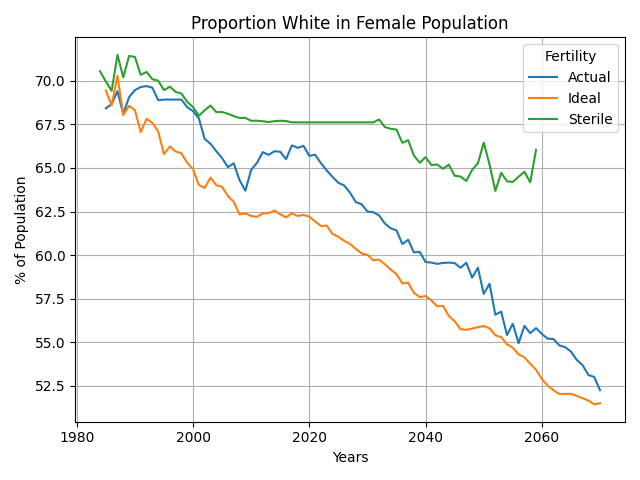 Proportion White in Female Population
% of Population
70.0
67.5
65.0
62.5
60.0
57.5
55.0
52.5
Fertility
Actual
Ideal
Sterile
1980
2000
2020
2040
2060
Years